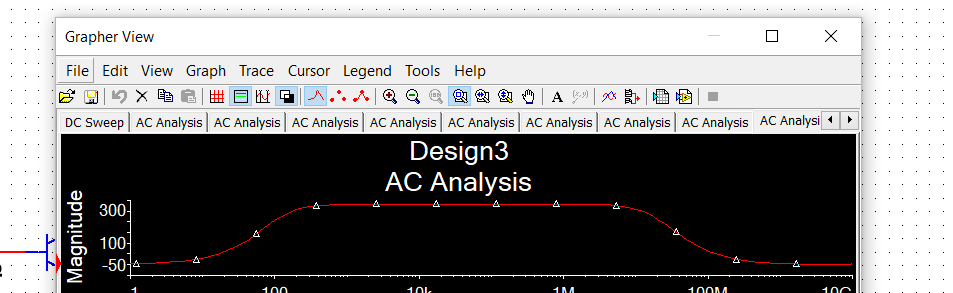 Grapher View
File Edit View Graph Trace Cursor Legend Tools Help
A
DC Sweep AC Analysis AC Analysis AC Analysis AC Analysis AC Analysis AC Analysis AC Analysis AC Analysis AC Analysi
Design3
AC Analysis
Magnitude
300
100
-50
1 100 10k 1M 100M 10G